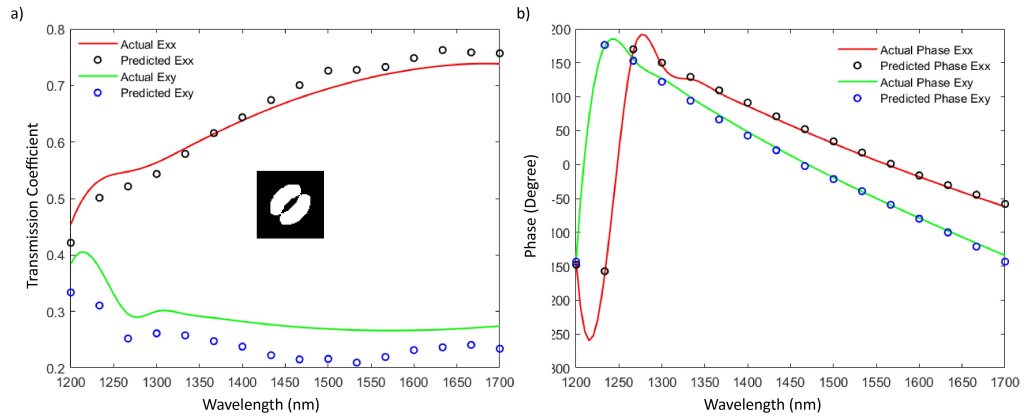 a)
0.8
0.7
0.6
0.5
0.4
0.3
0.2
Transmission Coefficient
Actual Exx
Predicted Exx
Actual Exy
Predicted Exy
1200 1250 1300 1350 1400 1450 1500 1550 1600 1650 1700
Wavelength (nm)
b)
200
150
100
50
0
50
100
150
200
250
300
Phase (Degree)
Actual Phase Exx
Predicted Phase Exx
Actual Phase Exy
Predicted Phase Exy
1200 1250 1300 1350 1400 1450 1500 1550 1600 1650 1700
Wavelength (nm)